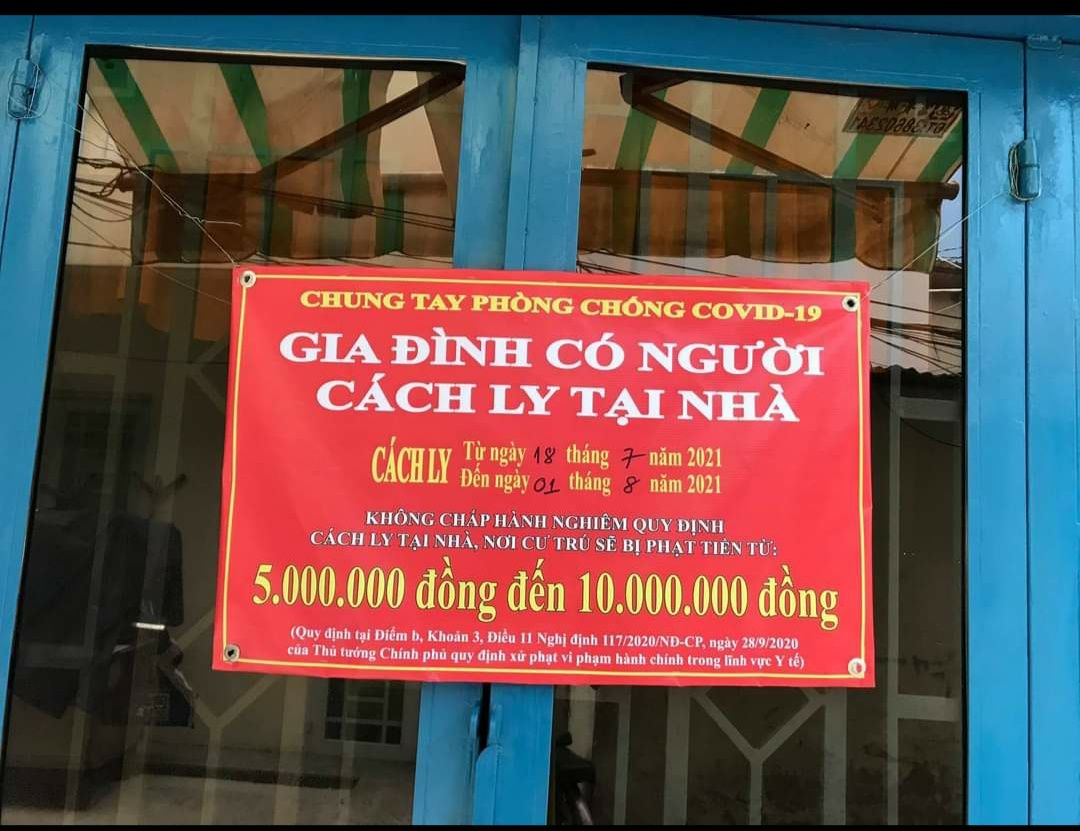 CHUNG TAY PHÒNG CHỐNG COVID-19
GIA ĐÌNH CÓ NGƯỜI
CÁCH LY TẠI NHÀ
CÁCH LY Từ ngày 18 tháng 7 năm 2021
Đến ngày 01 tháng 8 năm 2021
KHÔNG CHẤP HÀNH NGHIÊM QUY ĐỊNH
CÁCH LY TẠI NHÀ, NƠI CƯ TRÚ SẼ BỊ PHẠT TIỀN TỪ:
5.000.000 đồng đến 10.000.000 đồng
(Quy định tại Điểm b, Khoản 3, Điều 11 Nghị định 117/2020/NĐ-CP, ngày 28/9/2020
của Thủ tướng Chính phủ quy định xử phạt vi phạm hành chính trong lĩnh vực Y tế)